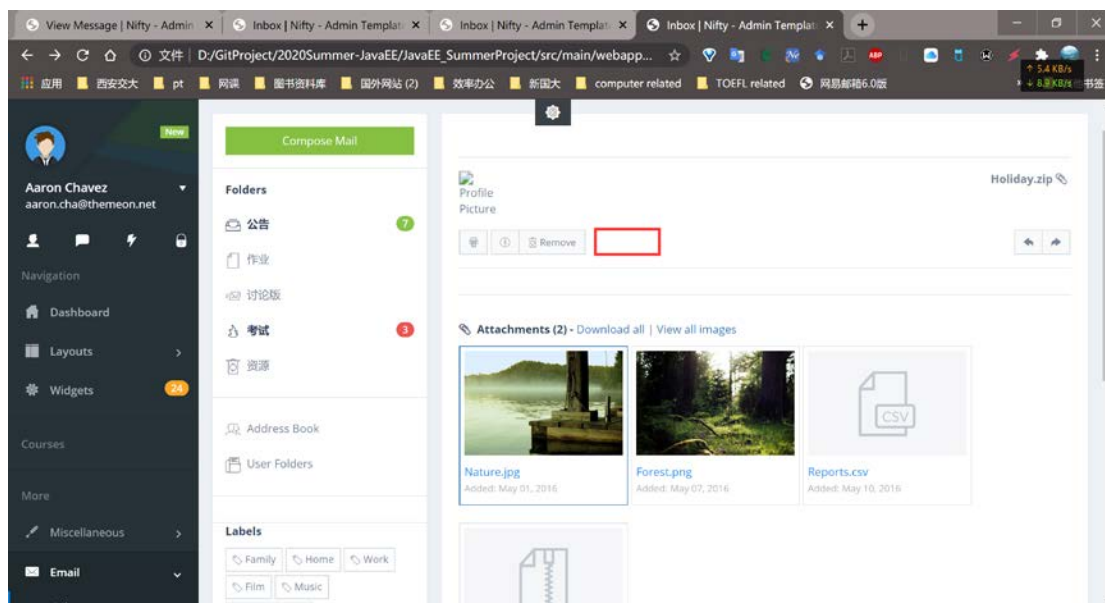 View Message | Nifty - Admin
Inbox | Nifty - Admin Templat
Inbox | Nifty - Admin Templat
Inbox | Nifty - Admin Templat
文件 | D:/GitProject/2020Summer-JavaEE/JavaEE_SummerProject/src/main/webapp...
ABP
↑ 5.4 KB/s
应用 西安交大 pt 网课 图书资料库 国外网站 (2) 效率办公 新国大 computer related TOEFL related 网易邮箱6.0版 书签
New
Aaron Chavez
aaron.cha@themeon.net
Navigation
Dashboard
Layouts
Widgets 24
Courses
More
Miscellaneous
Email
Compose Mail
Folders
公告 7
作业
讨论版
考试 3
资源
Address Book
User Folders
Labels
Family Home Work
Film Music
Profile
Picture
Holiday.zip
Remove
Attachments (2) - Download all | View all images
CSV
Nature.jpg
Added: May 01, 2016
Forest.png
Added: May 07, 2016
Reports.csv
Added: May 10, 2016